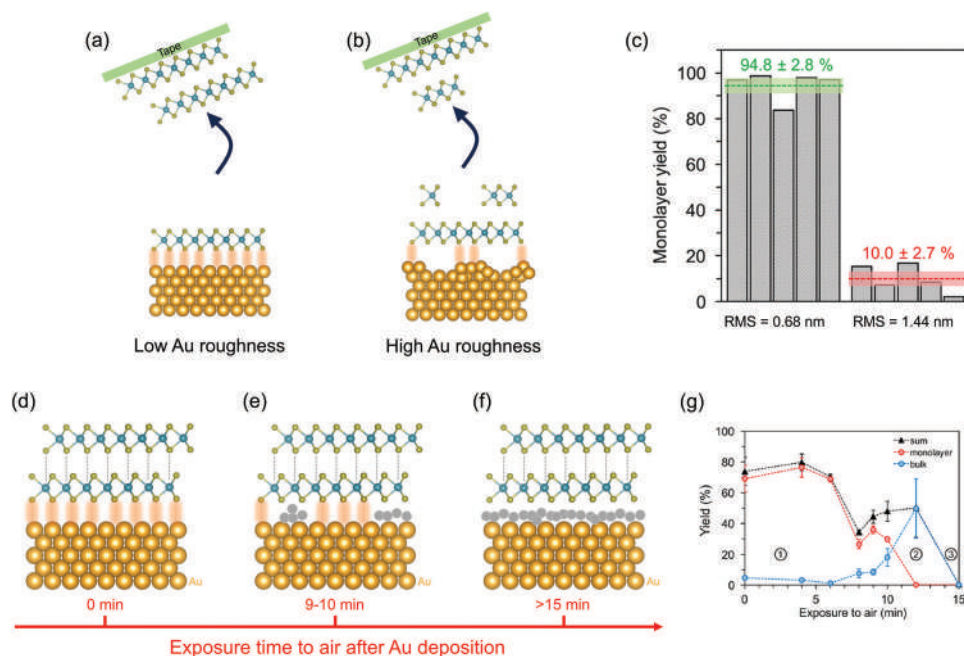 (a)
Tape
Low Au roughness
(b)
Tape
High Au roughness
(c)
Monolayer yield (%)
100
80
60
40
20
0
94.8 ± 2.8 %
10.0 ± 2.7 %
RMS = 0.68 nm
RMS = 1.44 nm
(d)
Au
0 min
(e)
Au
9-10 min
(f)
Au
>15 min
Exposure time to air after Au deposition
(g)
Yield (%)
100
80
60
40
20
0
sum
monolayer
bulk
1
2
3
0
5
10
15
Exposure to air (min)